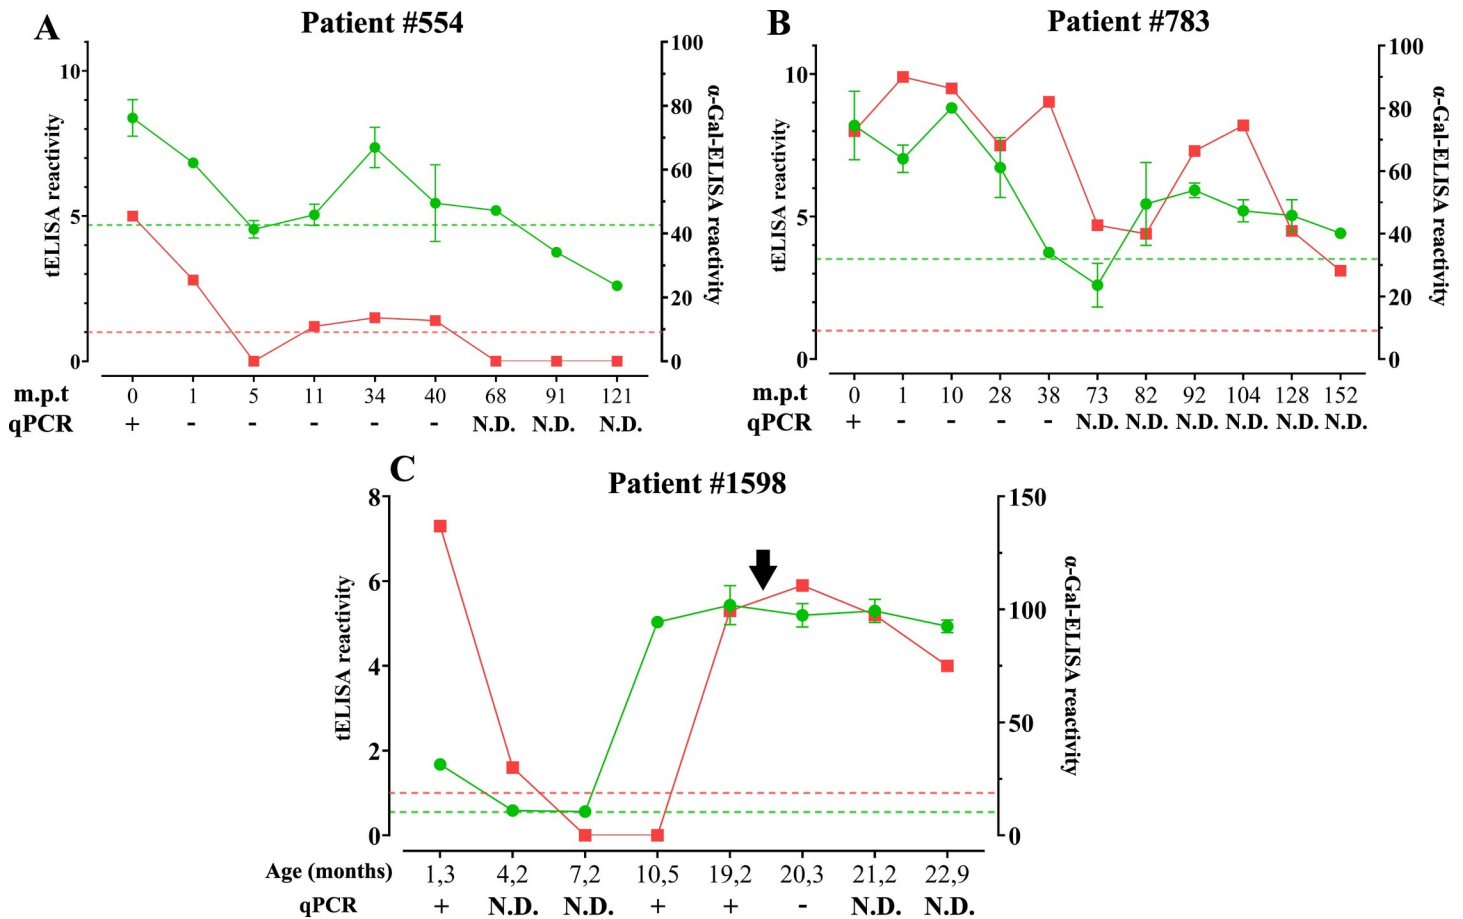 A
Patient #554
10
5
0
tELISA reactivity
100
80
60
40
20
0
α-Gal-ELISA reactivity
m.p.t 0 1 5 11 34 40 68 91 121
qPCR + - - - - - N.D. N.D. N.D.
B
Patient #783
10
5
0
tELISA reactivity
100
80
60
40
20
0
α-Gal-ELISA reactivity
m.p.t 0 1 10 28 38 73 82 92 104 128 152
qPCR + - - - - N.D. N.D. N.D. N.D. N.D. N.D.
C
Patient #1598
8
6
4
2
0
tELISA reactivity
150
100
50
0
α-Gal-ELISA reactivity
Age (months) 1,3 4,2 7,2 10,5 19,2 20,3 21,2 22,9
qPCR + N.D. N.D. + + - N.D. N.D.